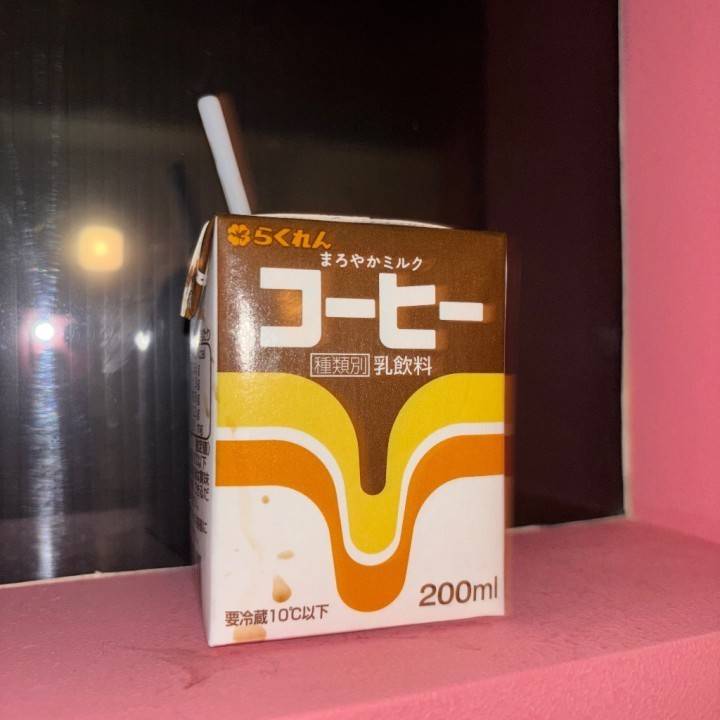 らくれん
まろやかミルク
コーヒー
種類別 乳飲料
200ml
要冷蔵10℃以下